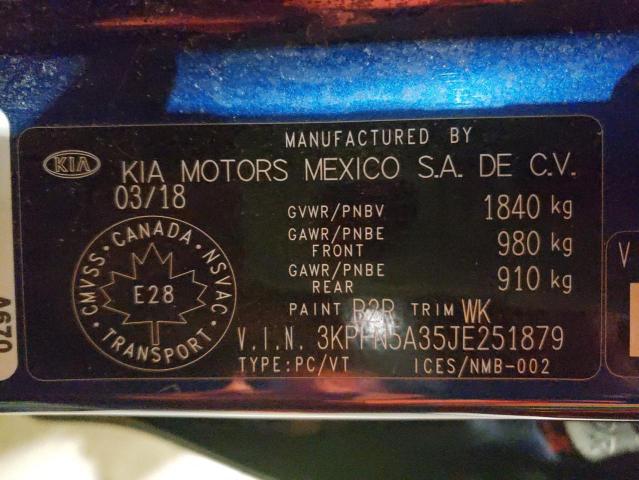 MANUFACTURED BY
KIA KIA MOTORS MEXICO S.A. DE C.V.
03/18
GVWR/PNBV 1840 kg
GAWR/PNBE FRONT 980 kg
GAWR/PNBE REAR 910 kg
CANADA
CMVSS NSVAC
E28
TRANSPORT
PAINT B2R TRIM WK
V.I.N. 3KPFN5A35JE251879
TYPE:PC/VT ICES/NMB-002
V
A670